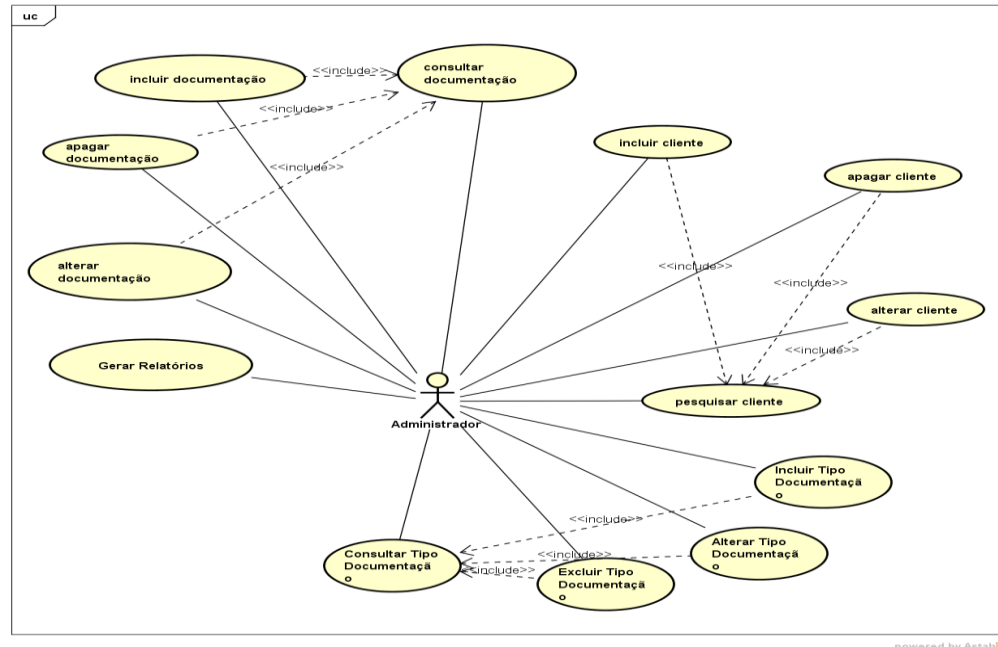 uc
incluir documentação
<<include>>
consultar
documentação
<<include>>
apagar
documentação
<<include>>
incluir cliente
apagar cliente
alterar
documentação
<<include>>
<<include>>
alterar cliente
<<include>>
Gerar Relatórios
pesquisar cliente
Administrador
Incluir Tipo
Documentaçã
o
<<include>>
Consultar Tipo
Documentaçã
o
<<include>>
Alterar Tipo
Documentaçã
o
<<include>>
Excluir Tipo
Documentaçã
o
powered by